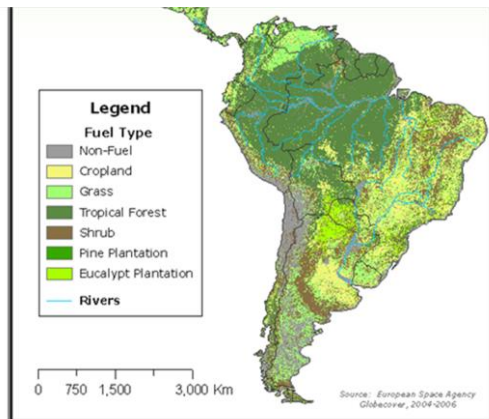 Legend
Fuel Type
Non-Fuel
Cropland
Grass
Tropical Forest
Shrub
Pine Plantation
Eucalypt Plantation
Rivers
0 750 1,500 3,000 Km
Source: European Space Agency
Globecover, 2004-2006